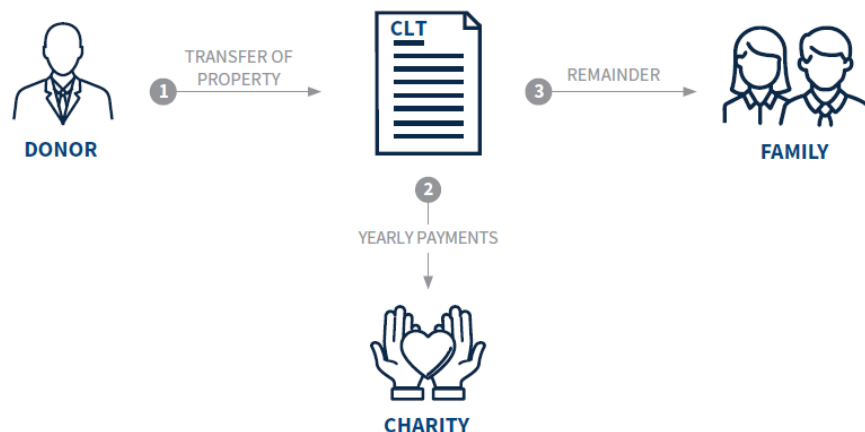 CLT
TRANSFER OF
PROPERTY
1
3
REMAINDER
DONOR
FAMILY
2
YEARLY PAYMENTS
CHARITY